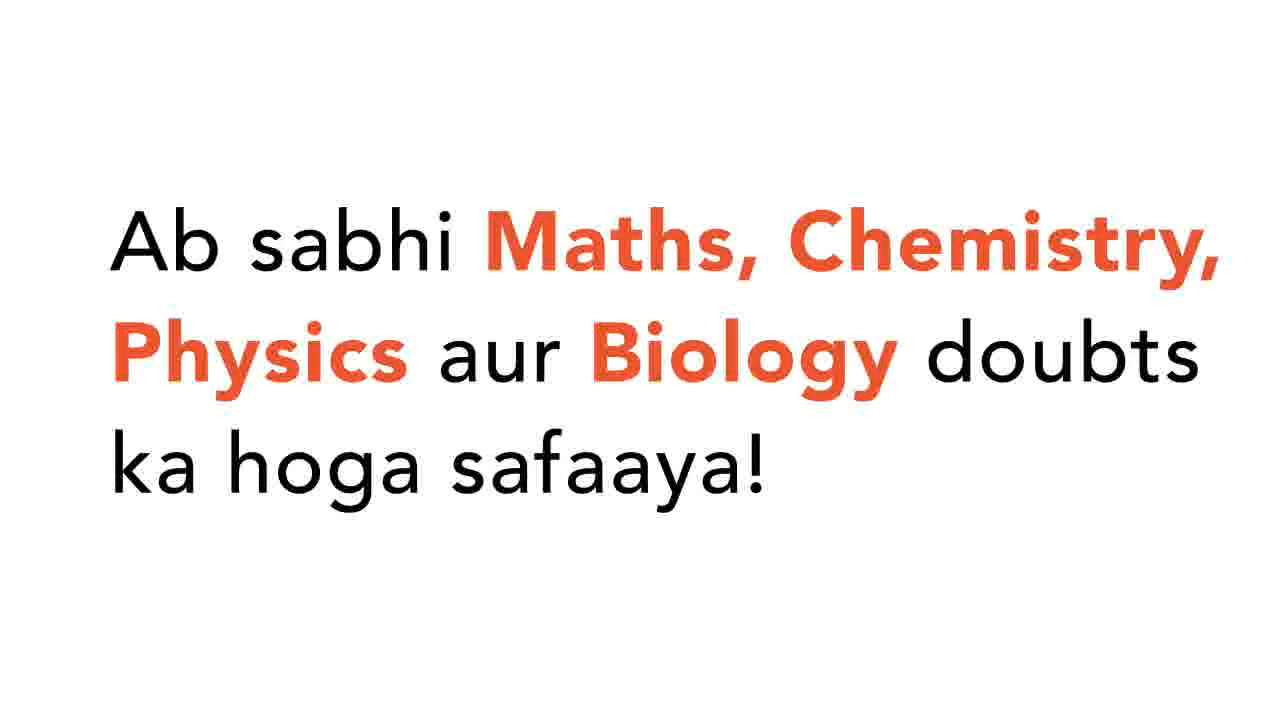 Ab sabhi Maths, Chemistry,
Physics aur Biology doubts
ka hoga safaaya!